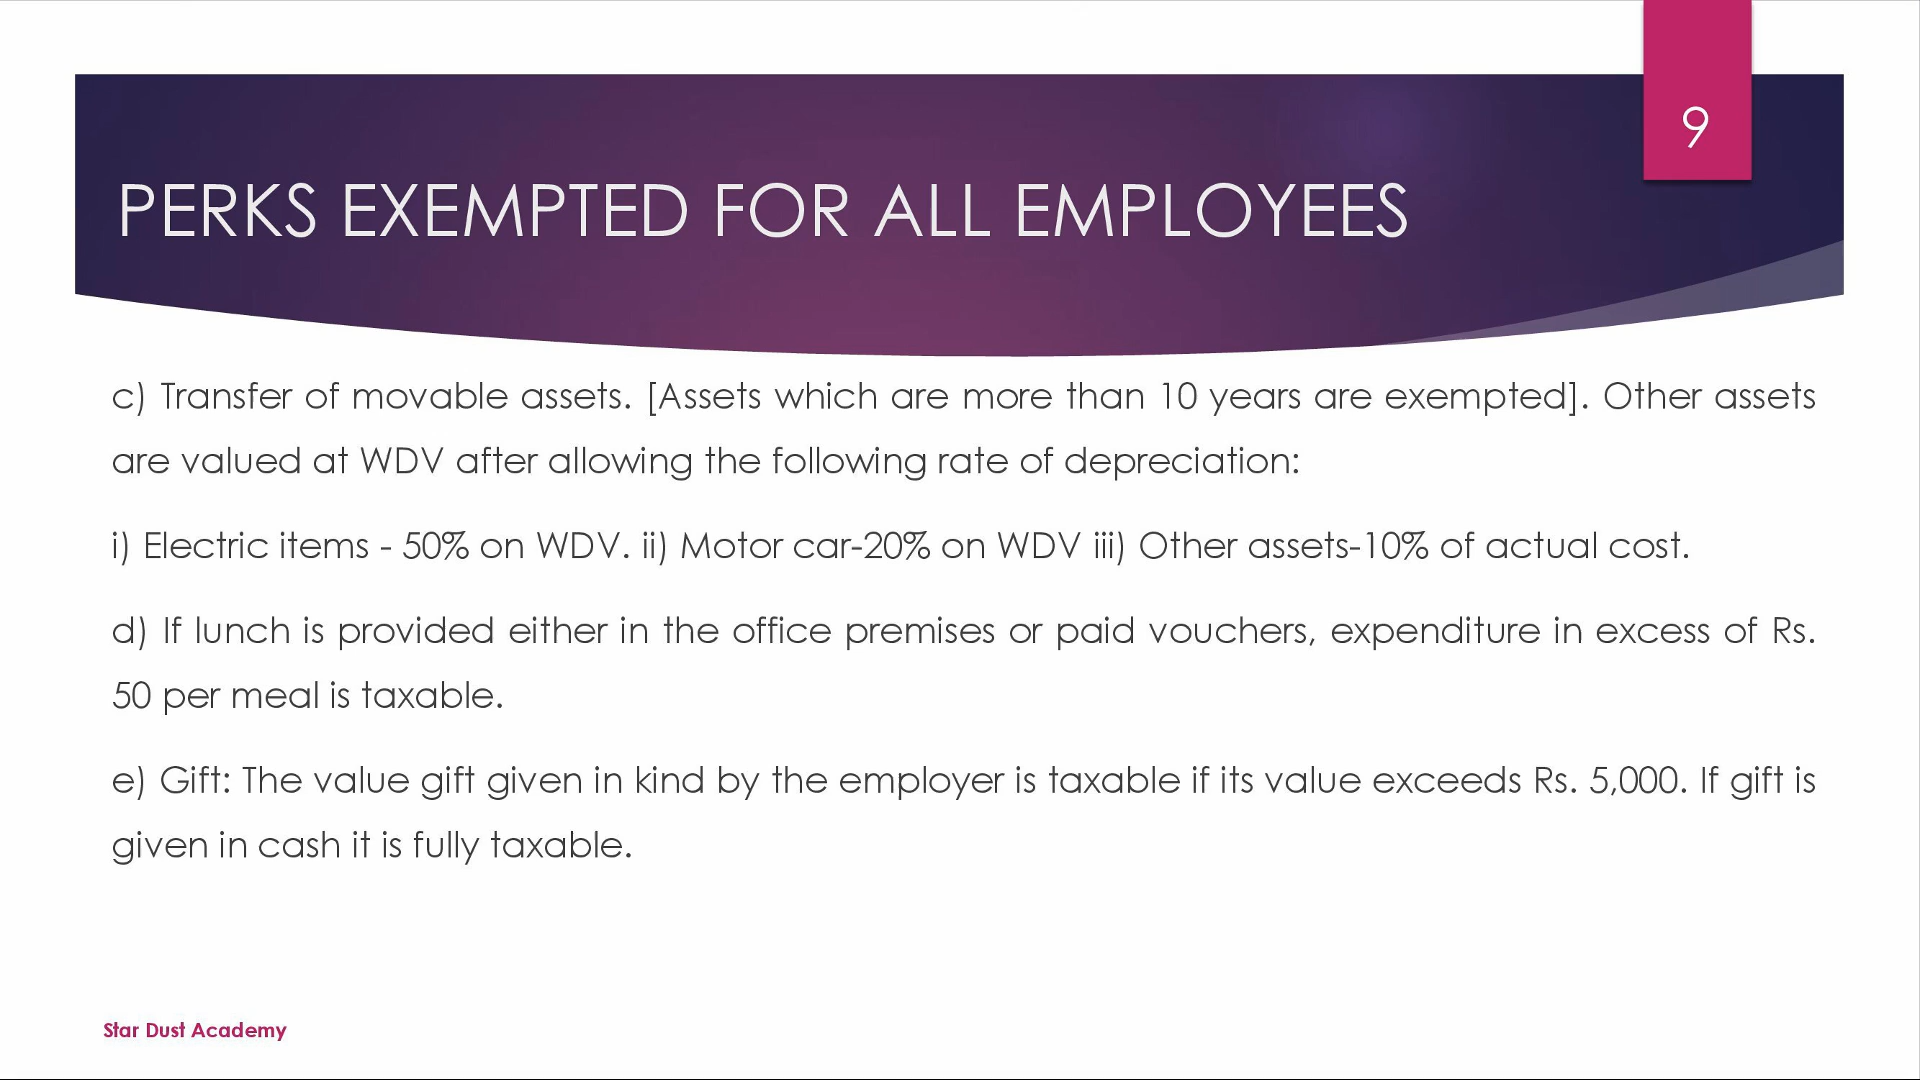 9
PERKS EXEMPTED FOR ALL EMPLOYEES
c) Transfer of movable assets. [Assets which are more than 10 years are exempted]. Other assets
are valued at WDV after allowing the following rate of depreciation:
i) Electric items - 50% on WDV. ii) Motor car-20% on WDV iii) Other assets-10% of actual cost.
d) If lunch is provided either in the office premises or paid vouchers, expenditure in excess of Rs.
50 per meal is taxable.
e) Gift: The value gift given in kind by the employer is taxable if its value exceeds Rs. 5,000. If gift is
given in cash it is fully taxable.
Star Dust Academy